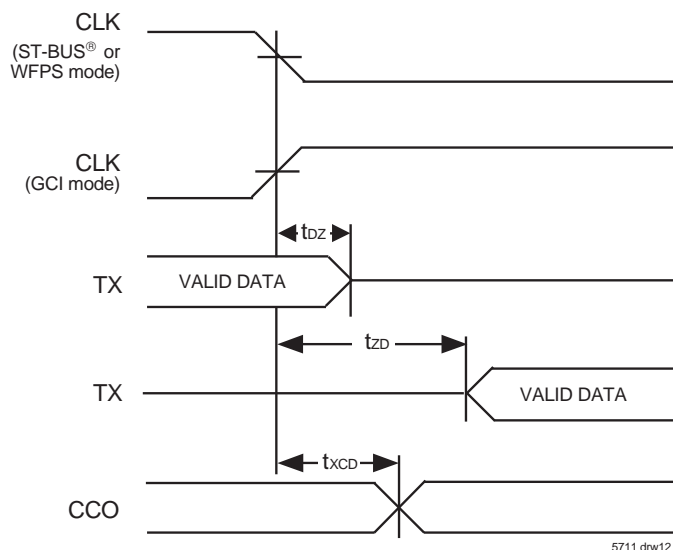 CLK
(ST-BUS® or
WFPS mode)
CLK
(GCI mode)
tDZ
TX
VALID DATA
tZD
TX
VALID DATA
tXCD
CCO
5711 drw12